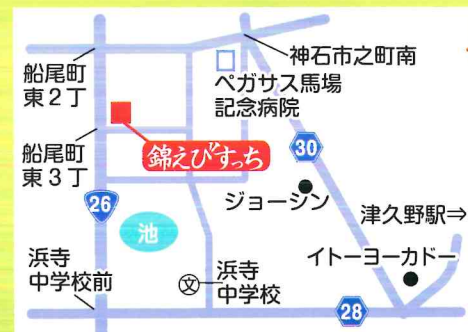 神石市之町南
船尾町
東2丁
ペガサス馬場
記念病院
錦えびすっち
船尾町
東3丁
30
26
ジョーシン
津久野駅⇒
池
浜寺
中学校前
文
浜寺
中学校
イトーヨーカドー
28